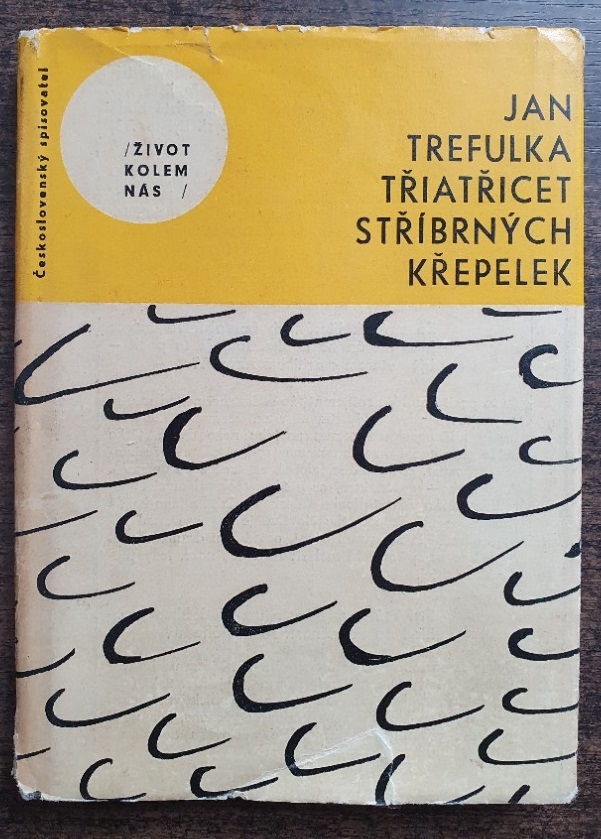 Československý spisovatel
/ŽIVOT
KOLEM
NÁS /
JAN
TREFULKA
TŘIATŘICET
STŘÍBRNÝCH
KŘEPELEK